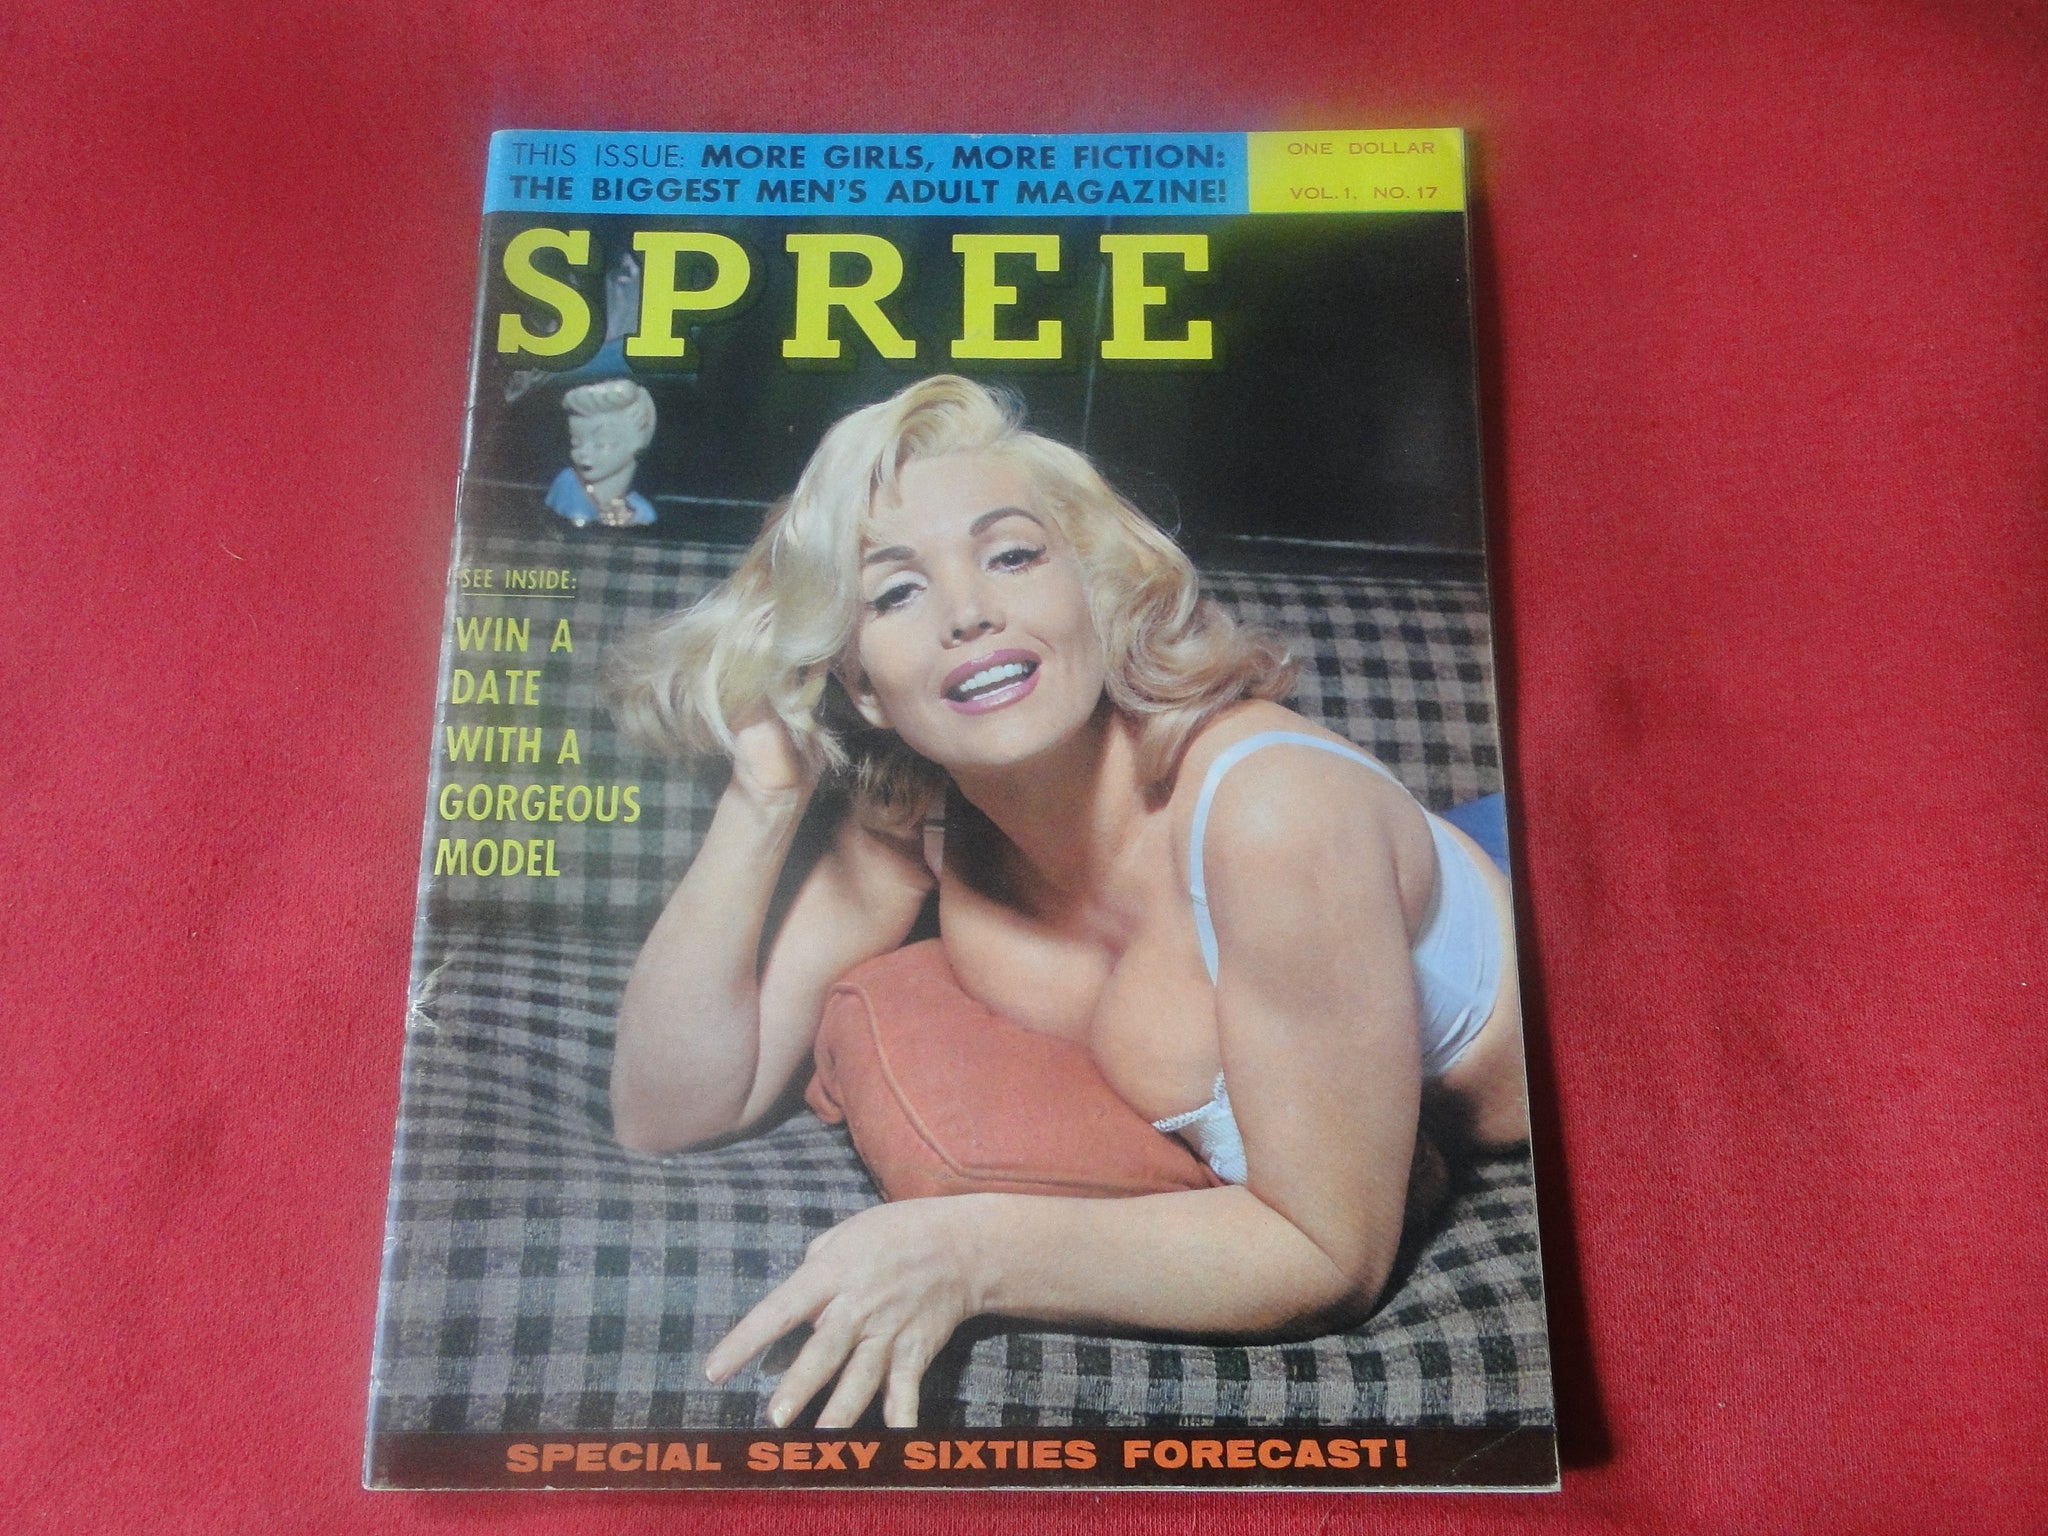 THIS ISSUE: MORE GIRLS, MORE FICTION:
THE BIGGEST MEN'S ADULT MAGAZINE!
ONE DOLLAR
VOL. 1, NO. 17
SPREE
SEE INSIDE:
WIN A
DATE
WITH A
GORGEOUS
MODEL
SPECIAL SEXY SIXTIES FORECAST!